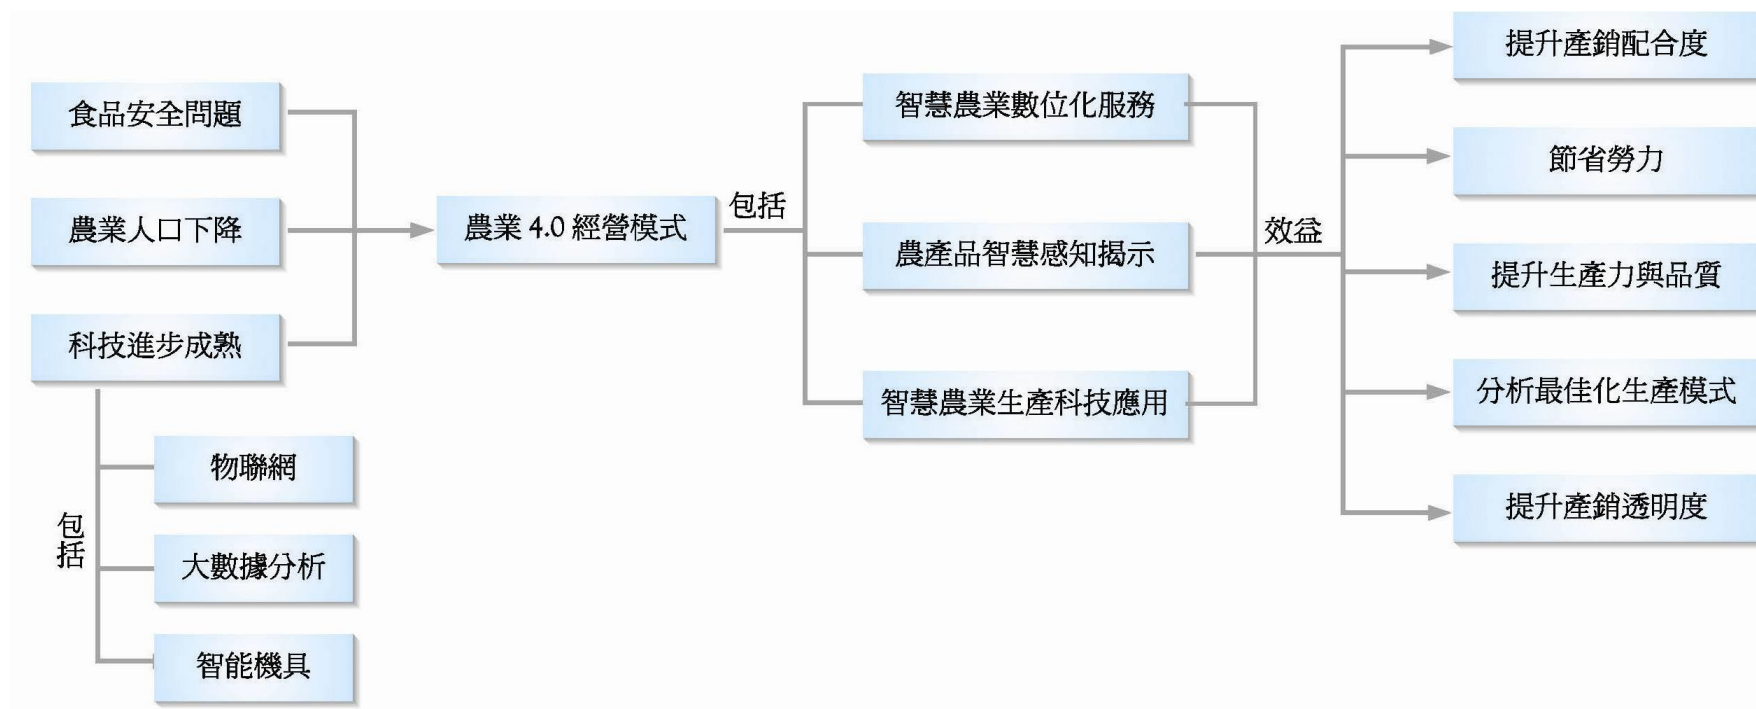 食品安全問題
農業人口下降
科技進步成熟
包括
物聯網
大數據分析
智能機具
農業 4.0 經營模式
包括
智慧農業數位化服務
農產品智慧感知揭示
智慧農業生產科技應用
效益
提升產銷配合度
節省勞力
提升生產力與品質
分析最佳化生產模式
提升產銷透明度